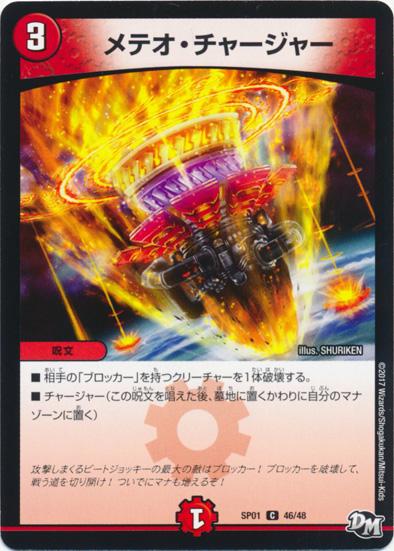 3
メテオ・チャージャー
呪文
illus. SHURIKEN
■ 相手の「ブロッカー」を持つクリーチャーを1体破壊する。
■ チャージャー(この呪文を唱えた後、墓地に置くかわりに自分のマナ
ゾーンに置く)
攻撃しまくるビートジョッキーの最大の敵はブロッカー! ブロッカーを破壊して、
戦う道を切り開け! ついでにマナも増えるぞ!
1
SP01 C 46/48
DM
©2017 Wizards/Shogakukan/Mitsui-Kids